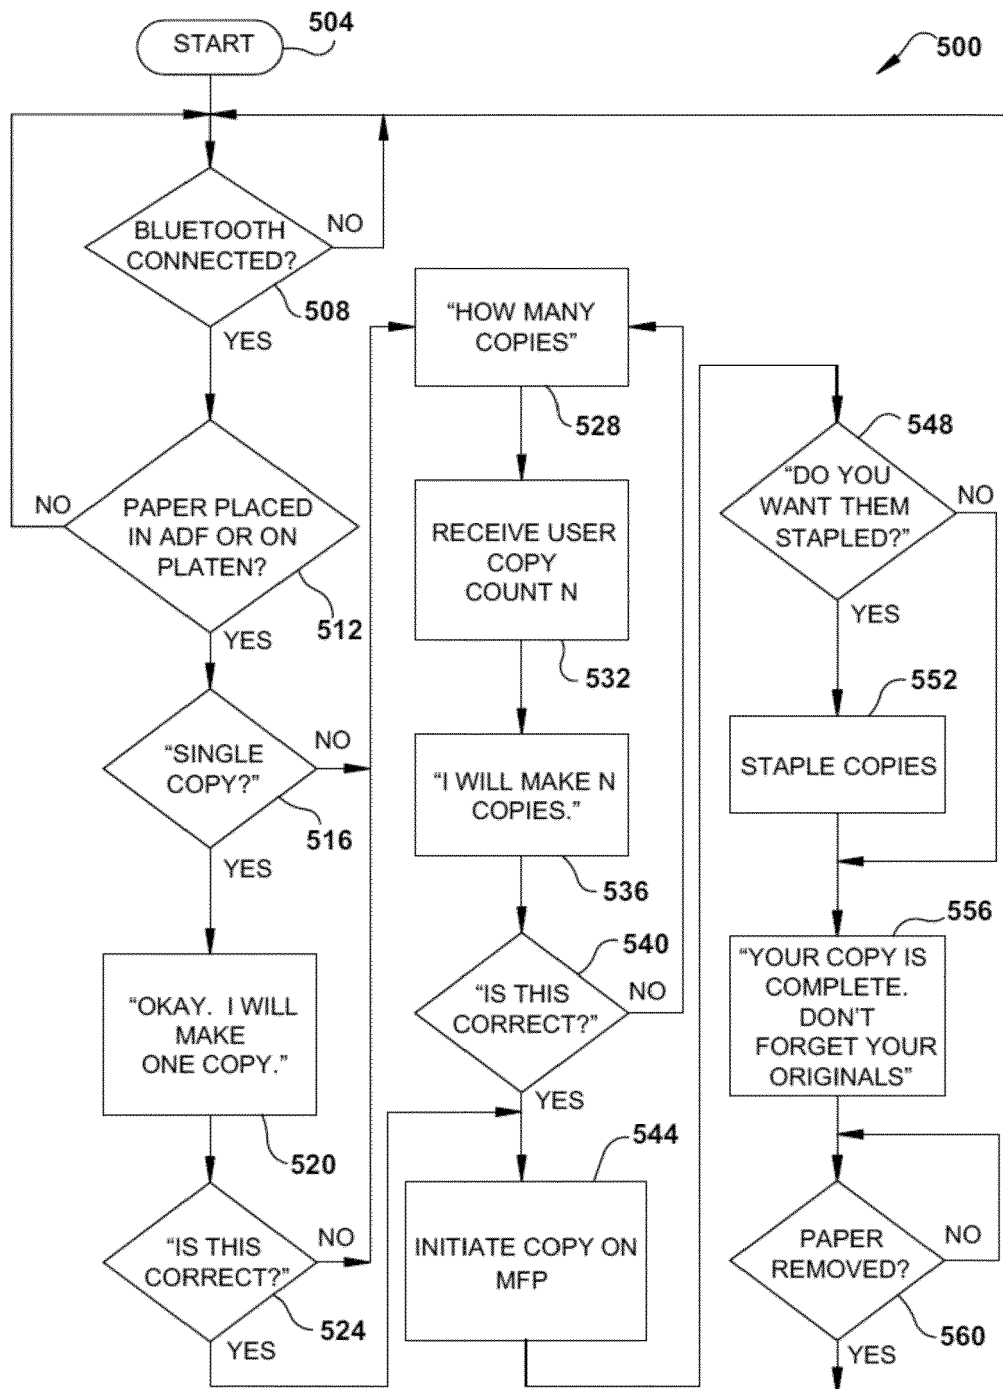 START
504
500
BLUETOOTH
CONNECTED?
NO
508
YES
PAPER PLACED
IN ADF OR ON
PLATEN?
NO
512
YES
“SINGLE
COPY?”
NO
516
YES
“OKAY. I WILL
MAKE
ONE COPY.”
520
“IS THIS
CORRECT?”
NO
524
YES
“HOW MANY
COPIES”
528
RECEIVE USER
COPY
COUNT N
532
“I WILL MAKE N
COPIES.”
536
540
“IS THIS
CORRECT?”
NO
YES
544
INITIATE COPY ON
MFP
548
“DO YOU
WANT THEM
STAPLED?”
NO
YES
552
STAPLE COPIES
556
“YOUR COPY IS
COMPLETE.
DON'T
FORGET YOUR
ORIGINALS”
PAPER
REMOVED?
NO
560
YES